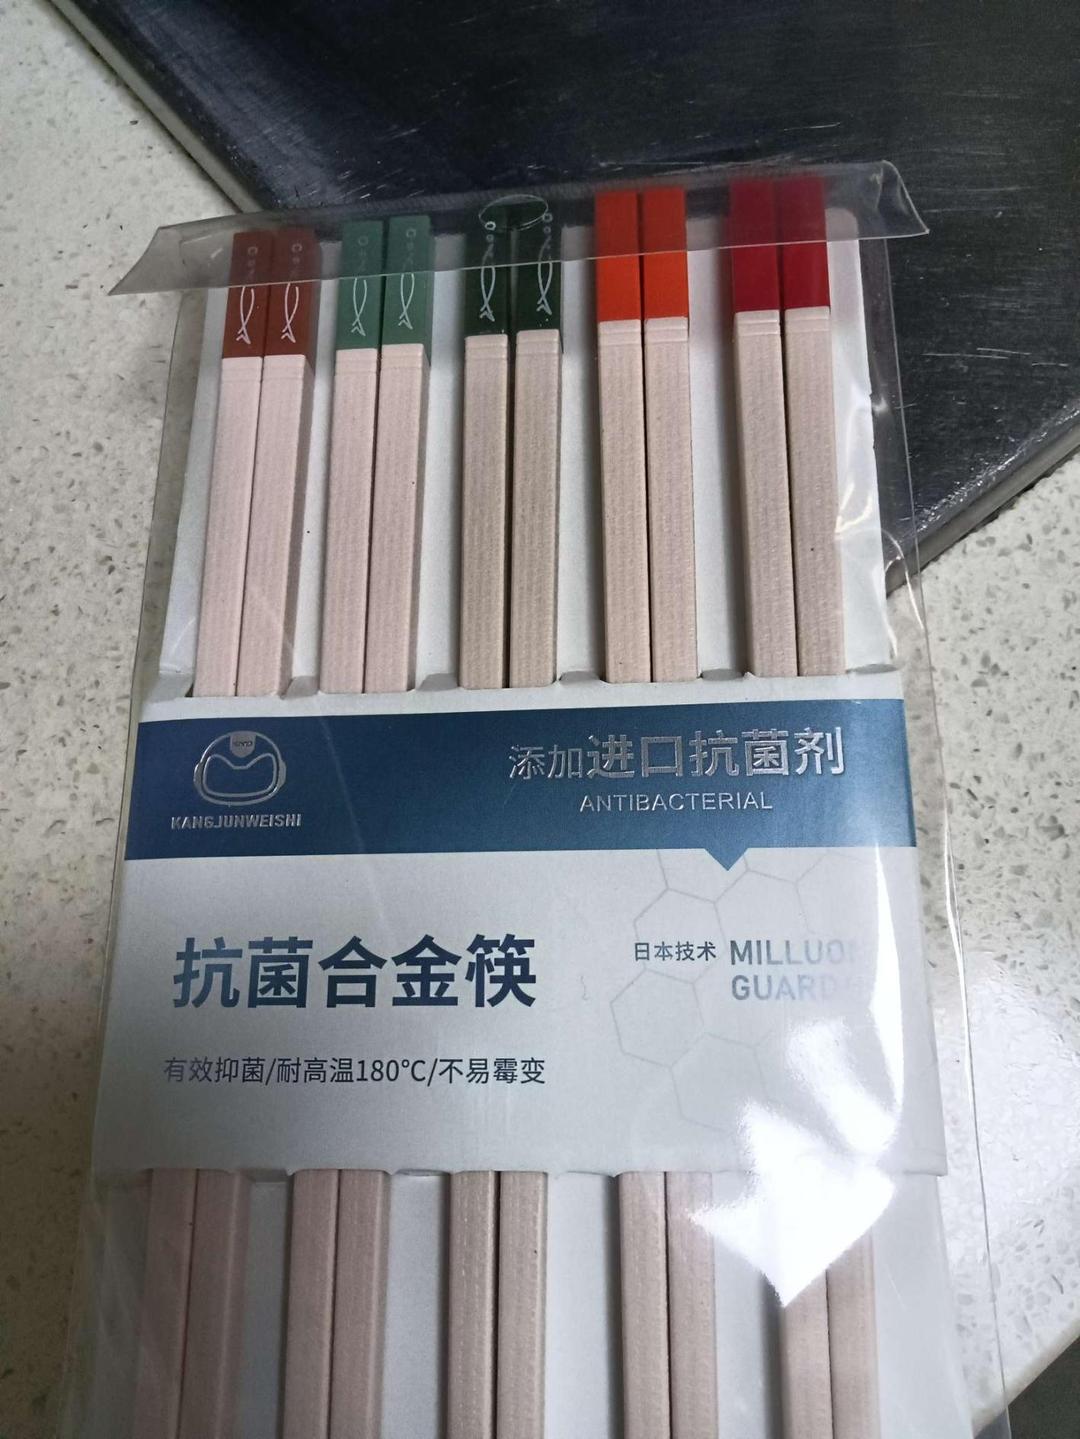 KANGJUNWEISHI
添加进口抗菌剂
ANTIBACTERIAL
抗菌合金筷
日本技术
GUARD
有效抑菌/耐高温180℃/不易霉变